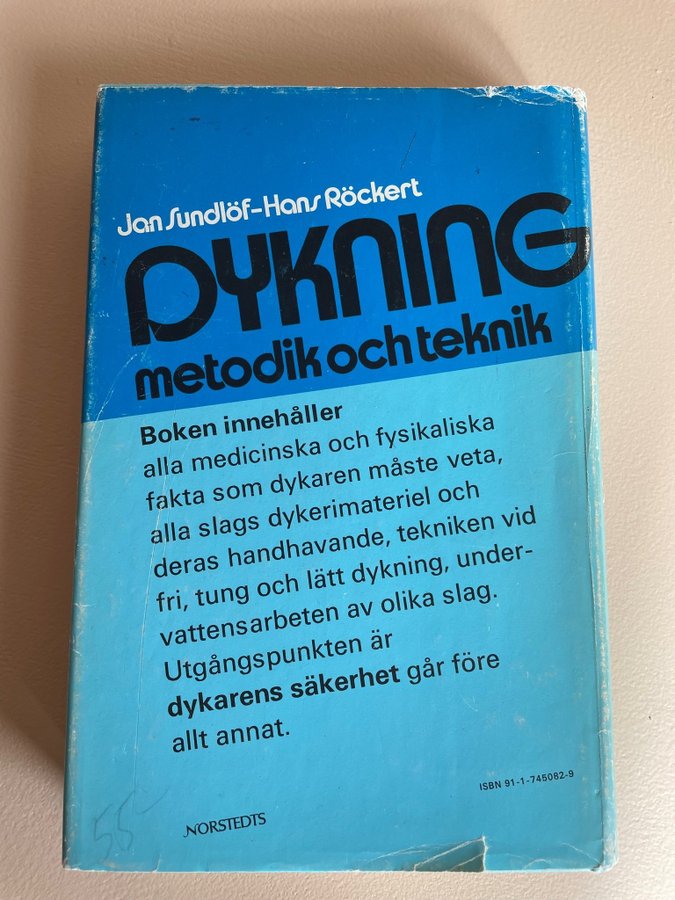 Jan Sundlöf-Hans Röckert
DYKNING
metodik och teknik
Boken innehåller
alla medicinska och fysikaliska
fakta som dykaren måste veta,
alla slags dykerimateriel och
deras handhavande, tekniken vid
fri, tung och lätt dykning, under-
vattensarbeten av olika slag.
Utgångspunkten är
dykarens säkerhet går före
allt annat.
ISBN 91-1-745082-9
55-
NORSTEDTS